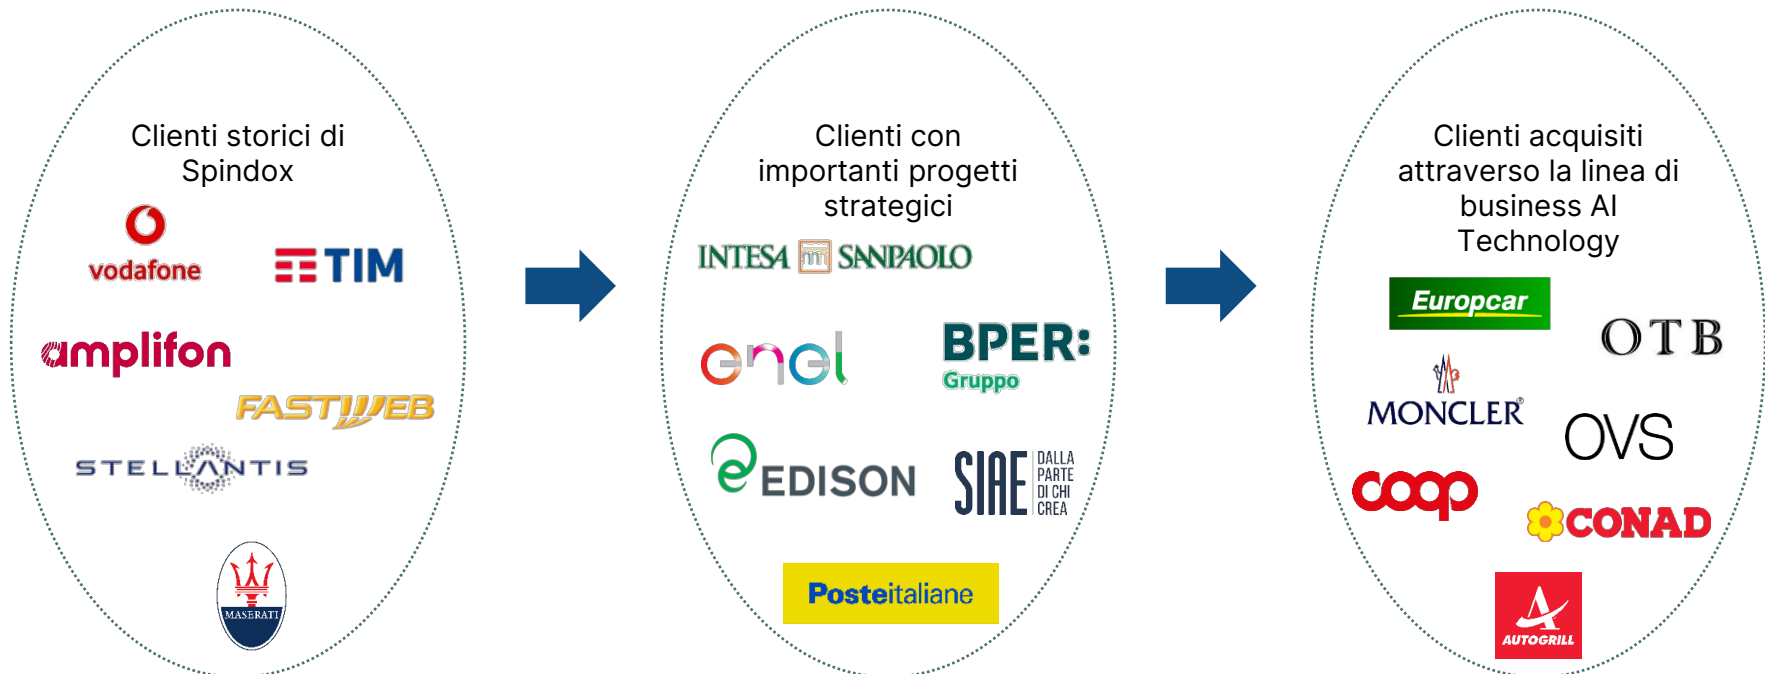 Clienti storici di
Spindox
vodafone
TIM
amplifon
FASTWEB
STELLANTIS
MASERATI
Clienti con
importanti progetti
strategici
INTESA SANPAOLO
enel
BPER:
Gruppo
EDISON
SIAE
DALLA
PARTE
DI CHI
CREA
Posteitaliane
Clienti acquisiti
attraverso la linea di
business AI
Technology
Europcar
OTB
MONCLER®
OVS
coop
CONAD
AUTOGRILL